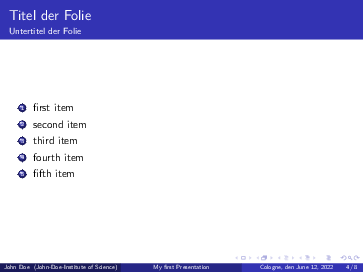 Titel der Folie
Untertitel der Folie
1 first item
2 second item
3 third item
4 fourth item
5 fifth item
John Doe (John-Doe-Institute of Science) My first Presentation Cologne, den June 12, 2022 4 / 8